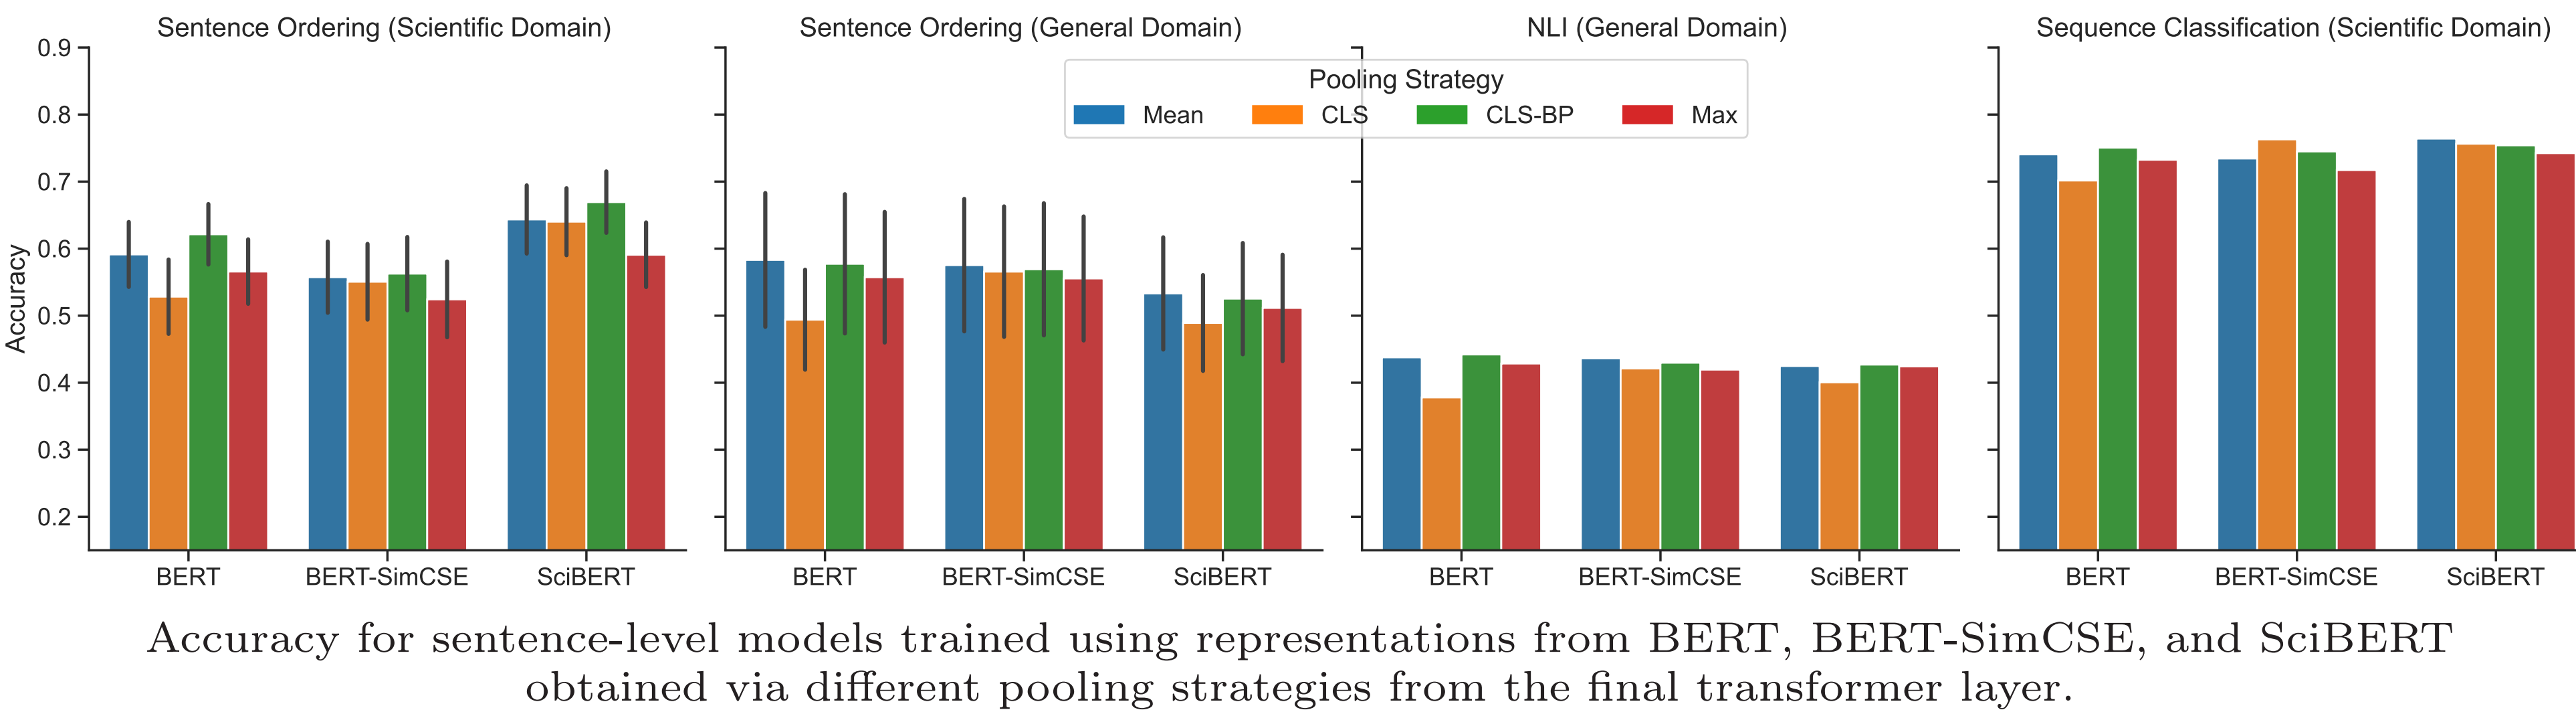 Sentence Ordering (Scientific Domain)
Sentence Ordering (General Domain)
NLI (General Domain)
Sequence Classification (Scientific Domain)
Pooling Strategy
Mean CLS CLS-BP Max
Accuracy
0.9
0.8
0.7
0.6
0.5
0.4
0.3
0.2
BERT BERT-SimCSE SciBERT
BERT BERT-SimCSE SciBERT
BERT BERT-SimCSE SciBERT
BERT BERT-SimCSE SciBERT
Accuracy for sentence-level models trained using representations from BERT, BERT-SimCSE, and SciBERT
obtained via different pooling strategies from the final transformer layer.